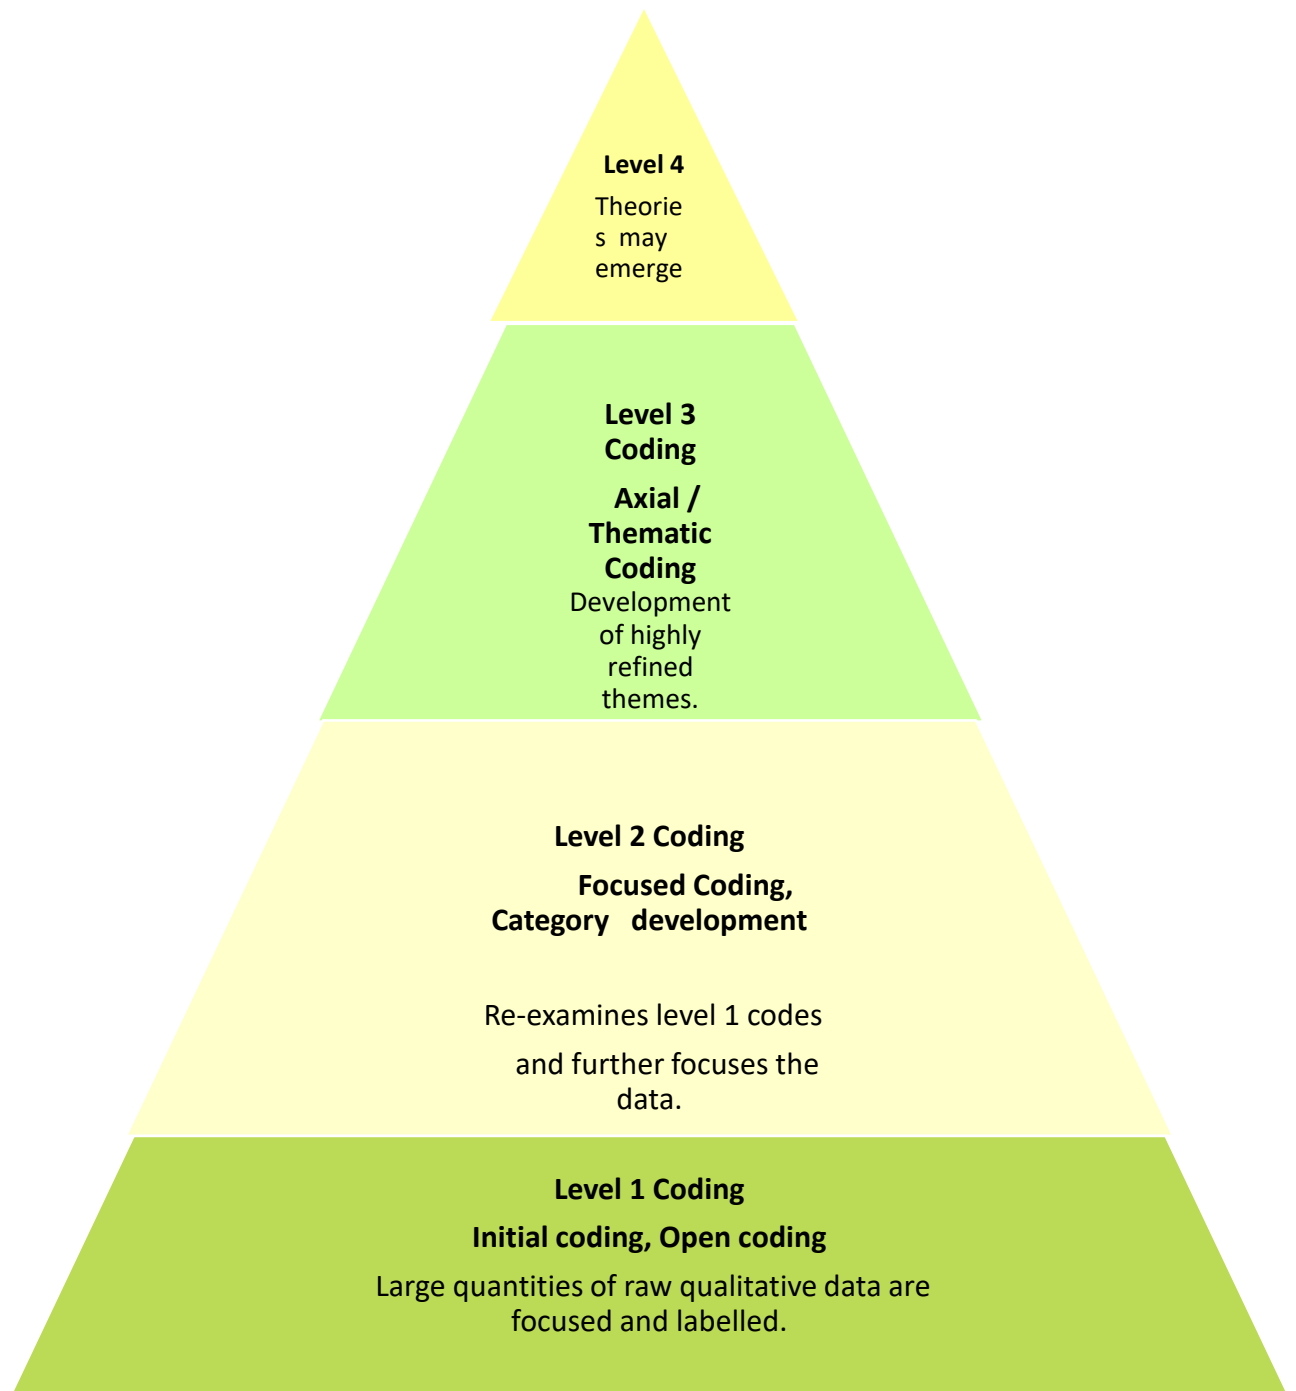 Level 4
Theorie
s may
emerge
Level 3
Coding
Axial /
Thematic
Coding
Development
of highly
refined
themes.
Level 2 Coding
Focused Coding,
Category development
Re-examines level 1 codes
and further focuses the
data.
Level 1 Coding
Initial coding, Open coding
Large quantities of raw qualitative data are
focused and labelled.